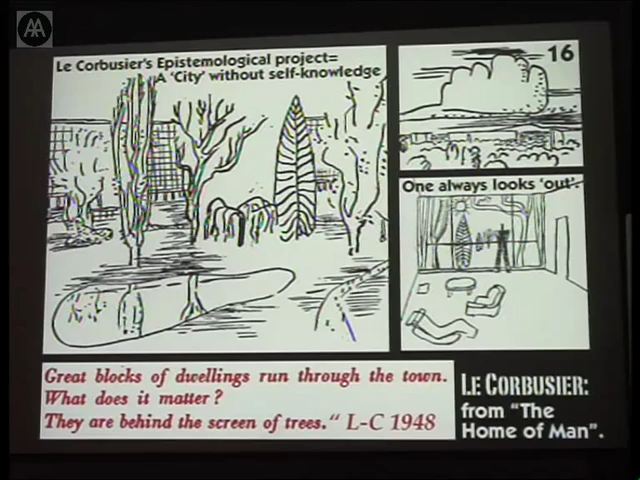 AA
Le Corbusier's Epistemological project=
A 'City' without self-knowledge
16
One always looks 'out'.
Great blocks of dwellings run through the town.
What does it matter?
They are behind the screen of trees." L-C 1948
LE CORBUSIER:
from "The
Home of Man".